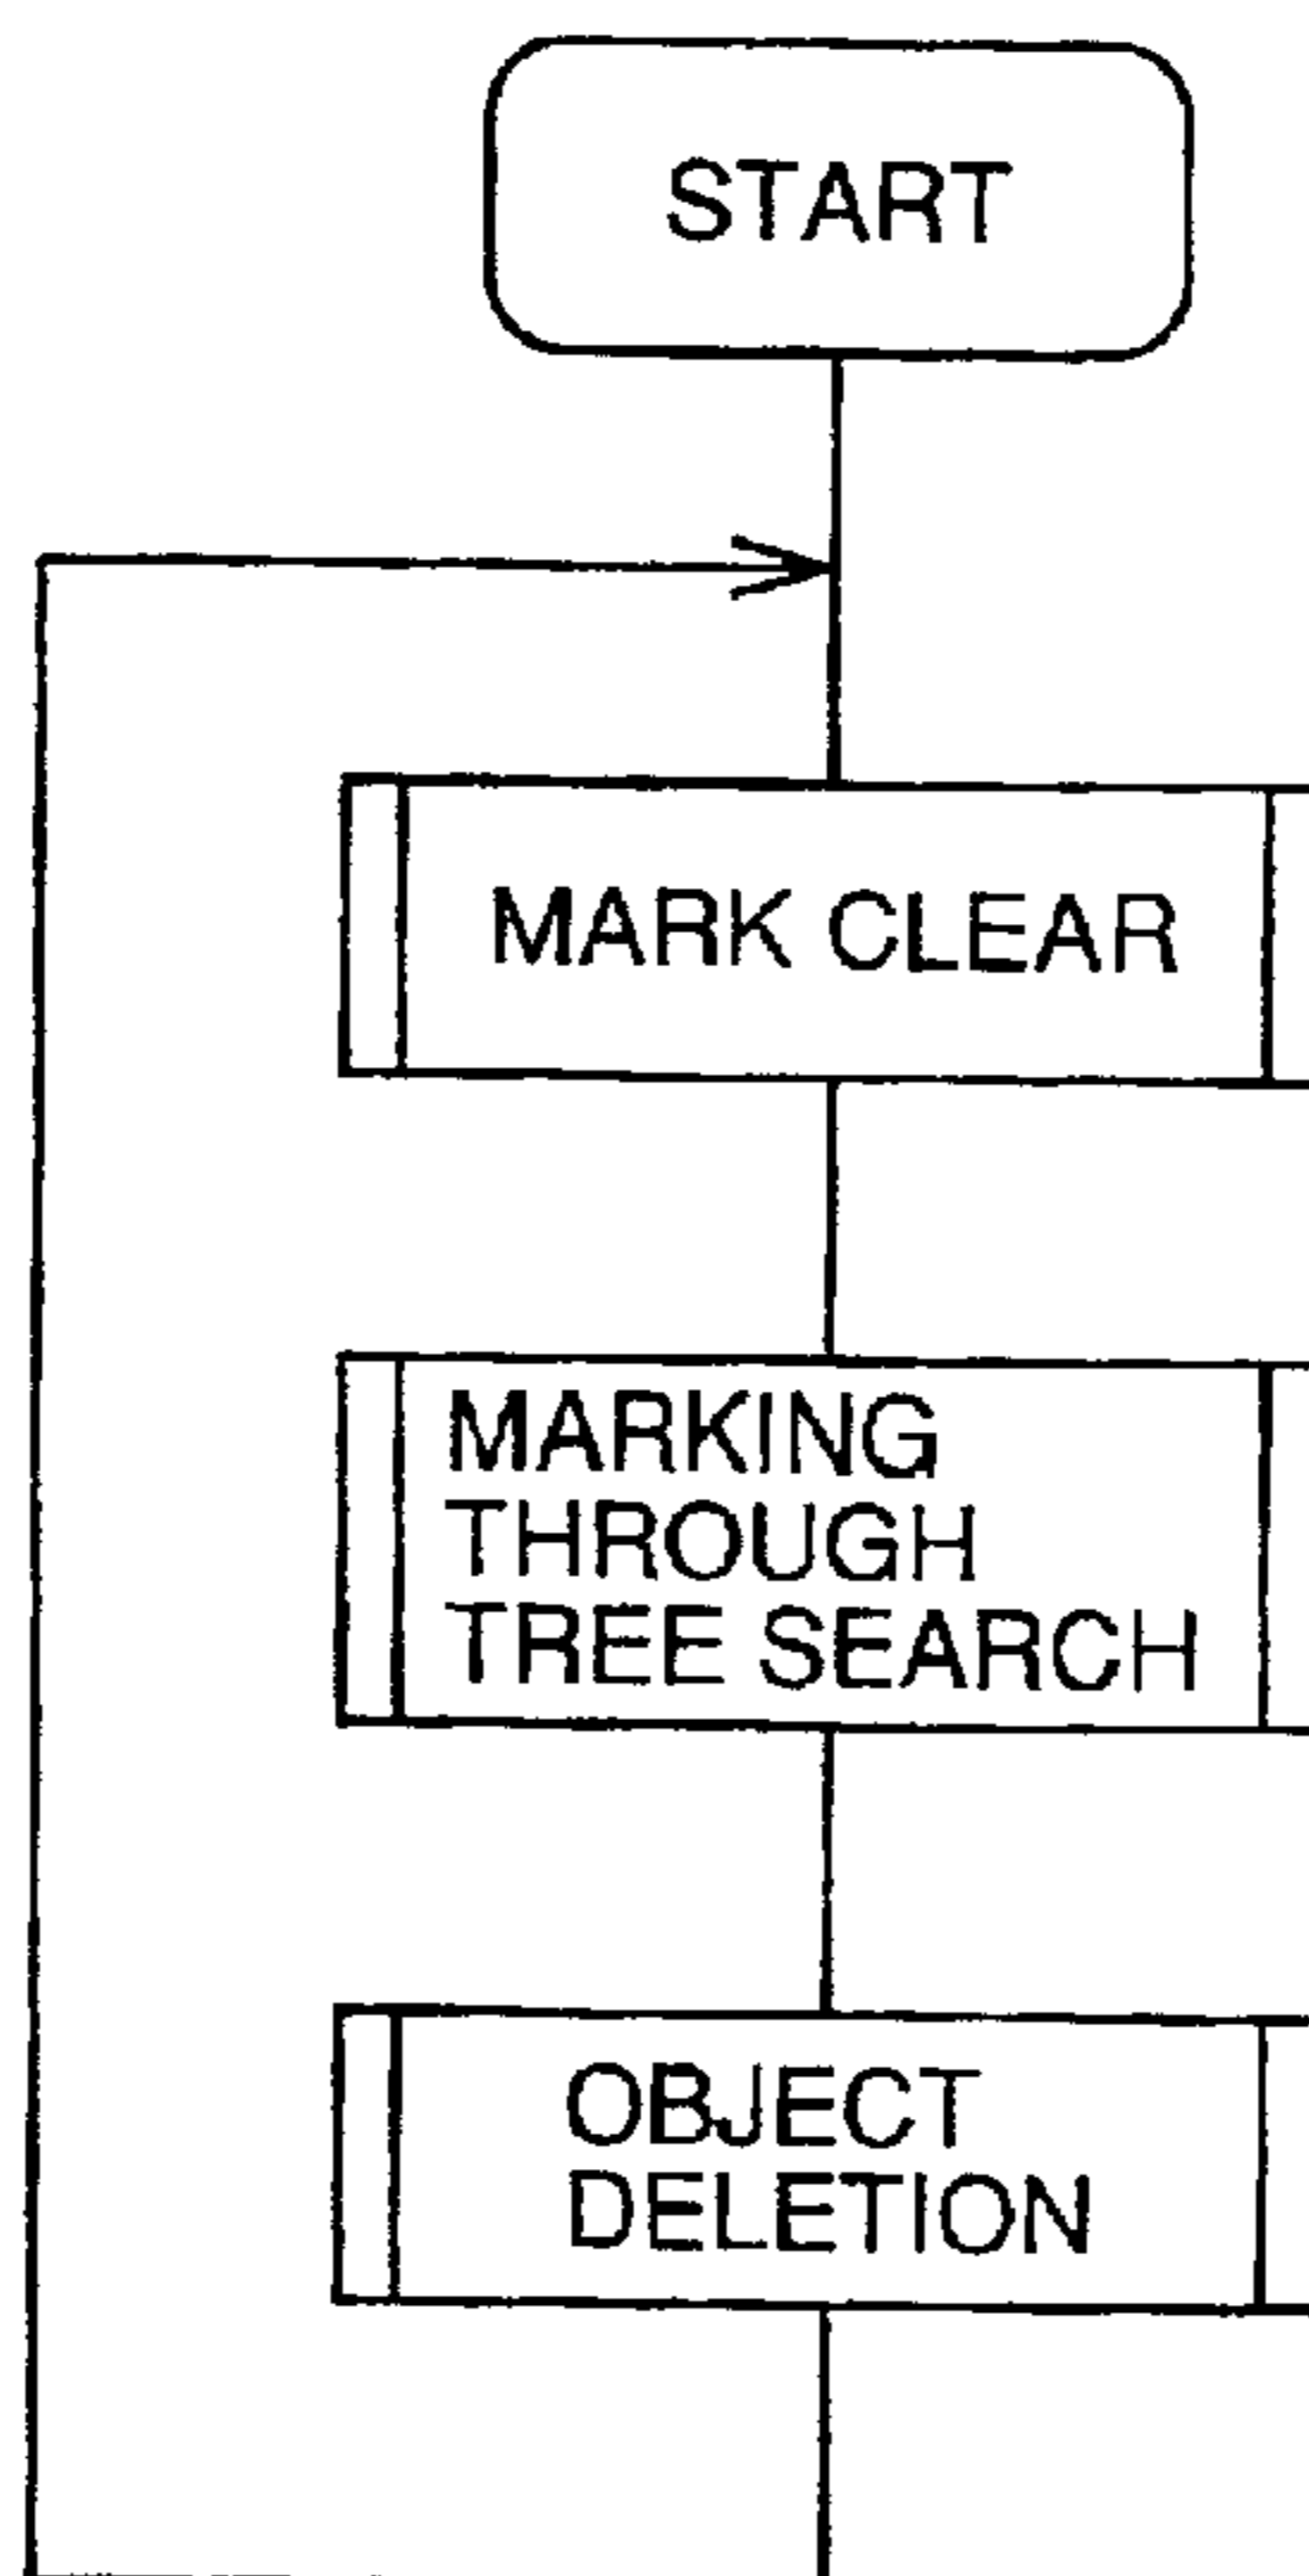 START
MARK CLEAR
MARKING
THROUGH
TREE SEARCH
OBJECT
DELETION